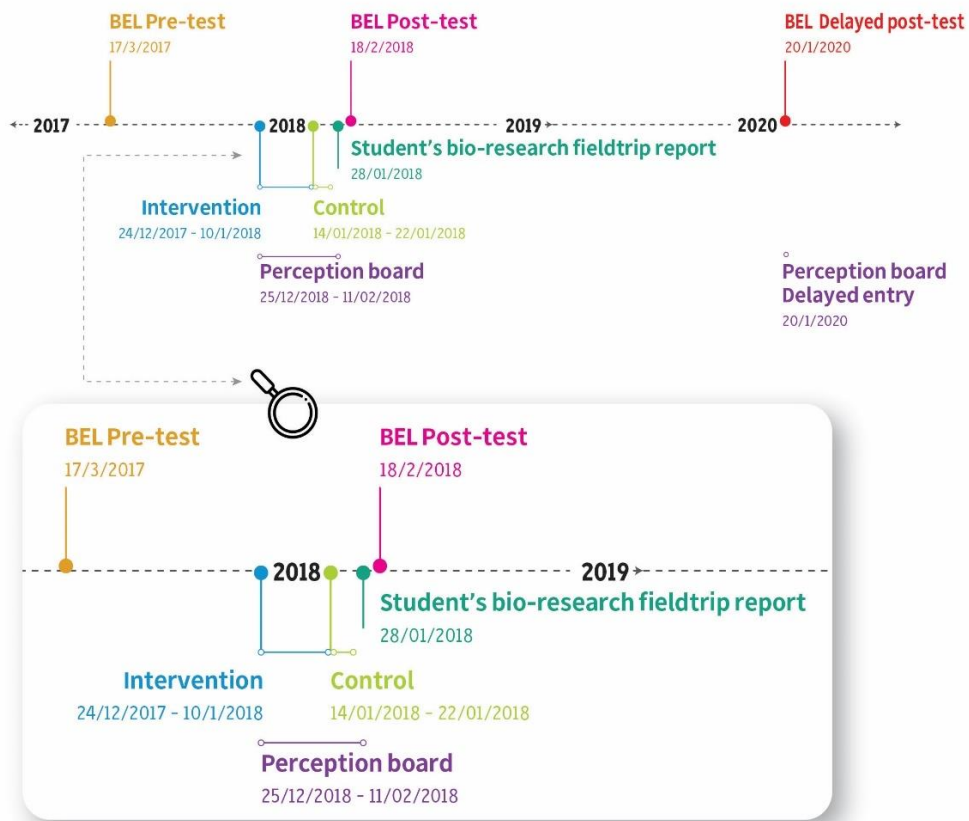 BEL Pre-test
17/3/2017
BEL Post-test
18/2/2018
BEL Delayed post-test
20/1/2020
2017
2018
2019
2020
Student's bio-research fieldtrip report
28/01/2018
Intervention
24/12/2017 - 10/1/2018
Control
14/01/2018 - 22/01/2018
Perception board
25/12/2018 - 11/02/2018
Perception board
Delayed entry
20/1/2020
BEL Pre-test
17/3/2017
BEL Post-test
18/2/2018
2018
2019
Student's bio-research fieldtrip report
28/01/2018
Intervention
24/12/2017 - 10/1/2018
Control
14/01/2018 - 22/01/2018
Perception board
25/12/2018 - 11/02/2018